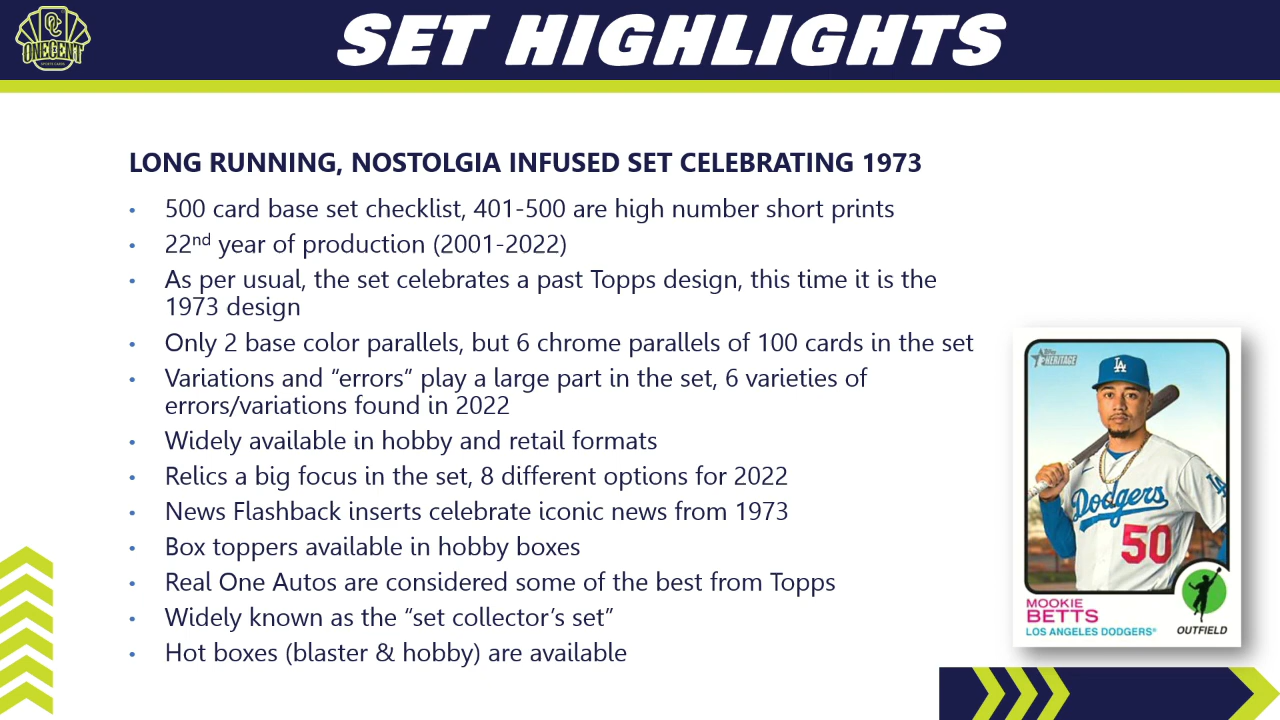 OC
ONECENT
SPORTS CARDS
SET HIGHLIGHTS
LONG RUNNING, NOSTOLGIA INFUSED SET CELEBRATING 1973
• 500 card base set checklist, 401-500 are high number short prints
• 22nd year of production (2001-2022)
• As per usual, the set celebrates a past Topps design, this time it is the
1973 design
• Only 2 base color parallels, but 6 chrome parallels of 100 cards in the set
• Variations and “errors“ play a large part in the set, 6 varieties of
errors/variations found in 2022
• Widely available in hobby and retail formats
• Relics a big focus in the set, 8 different options for 2022
• News Flashback inserts celebrate iconic news from 1973
• Box toppers available in hobby boxes
• Real One Autos are considered some of the best from Topps
• Widely known as the “set collector’s set”
• Hot boxes (blaster & hobby) are available
Topps
HERITAGE
LA
Dodgers
LA
50
MOOKIE
BETTS
LOS ANGELES DODGERS®
OUTFIELD